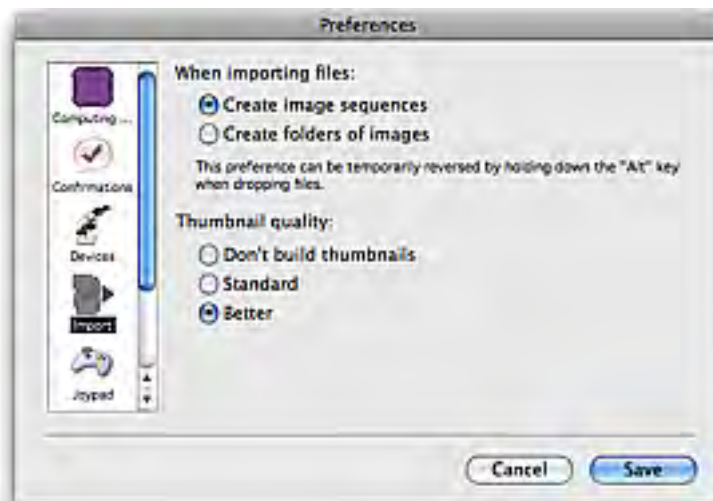 Preferences
Computing ...
Confirmations
Devices
Import
Joypad
When importing files:
Create image sequences
Create folders of images
This preference can be temporarily reversed by holding down the "Alt" key
when dropping files.
Thumbnail quality:
Don't build thumbnails
Standard
Better
Cancel
Save